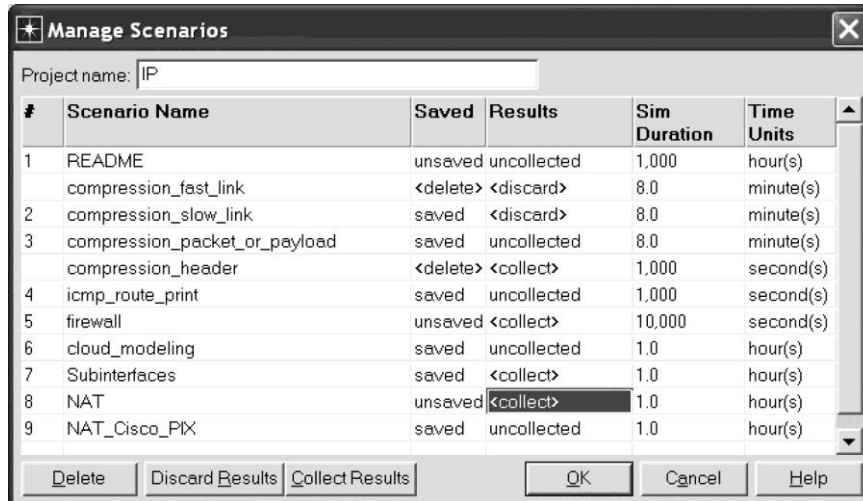 Manage Scenarios
Project name: IP
# Scenario Name Saved Results Sim Duration Time Units
1 README unsaved uncollected 1,000 hour(s)
compression_fast_link <delete> <discard> 8.0 minute(s)
2 compression_slow_link saved <discard> 8.0 minute(s)
3 compression_packet_or_payload saved uncollected 8.0 minute(s)
compression_header <delete> <collect> 1,000 second(s)
4 icmp_route_print saved uncollected 1,000 second(s)
5 firewall unsaved <collect> 10,000 second(s)
6 cloud_modeling saved uncollected 1.0 hour(s)
7 Subinterfaces saved <collect> 1.0 hour(s)
8 NAT unsaved <collect> 1.0 hour(s)
9 NAT_Cisco_PIX saved uncollected 1.0 hour(s)
Delete Discard Results Collect Results OK Cancel Help